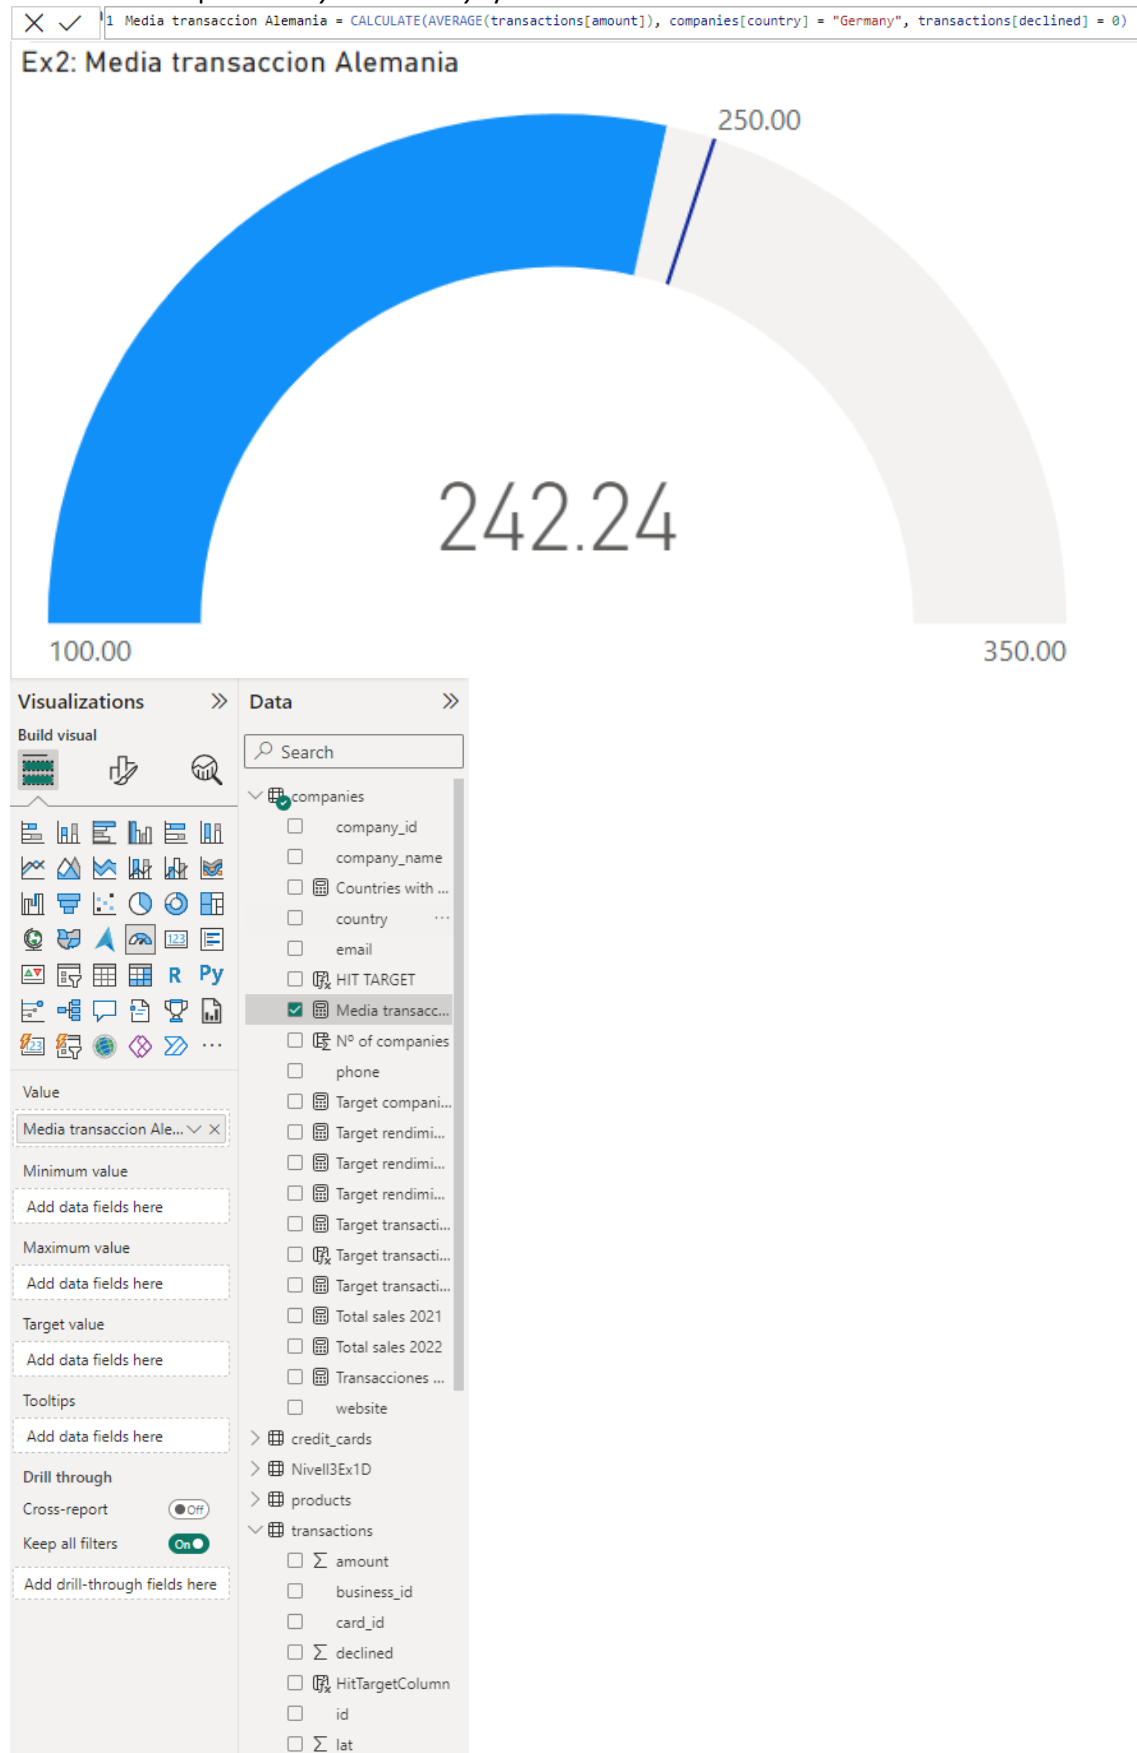 1 Media transaccion Alemania = CALCULATE(AVERAGE(transactions[amount]), companies[country] = "Germany", transactions[declined] = 0)
Ex2: Media transaccion Alemania
250.00
242.24
100.00
350.00
Visualizations
Build visual
123
R
Py
123
Value
Media transaccion Ale...
Minimum value
Add data fields here
Maximum value
Add data fields here
Target value
Add data fields here
Tooltips
Add data fields here
Drill through
Cross-report
Off
Keep all filters
On
Add drill-through fields here
Data
Search
companies
company_id
company_name
Countries with ...
country
email
HIT TARGET
Media transacc...
Nº of companies
phone
Target compani...
Target rendimi...
Target rendimi...
Target rendimi...
Target transacti...
Target transacti...
Target transacti...
Total sales 2021
Total sales 2022
Transacciones ...
website
credit_cards
Nivell3Ex1D
products
transactions
amount
business_id
card_id
declined
HitTargetColumn
id
lat